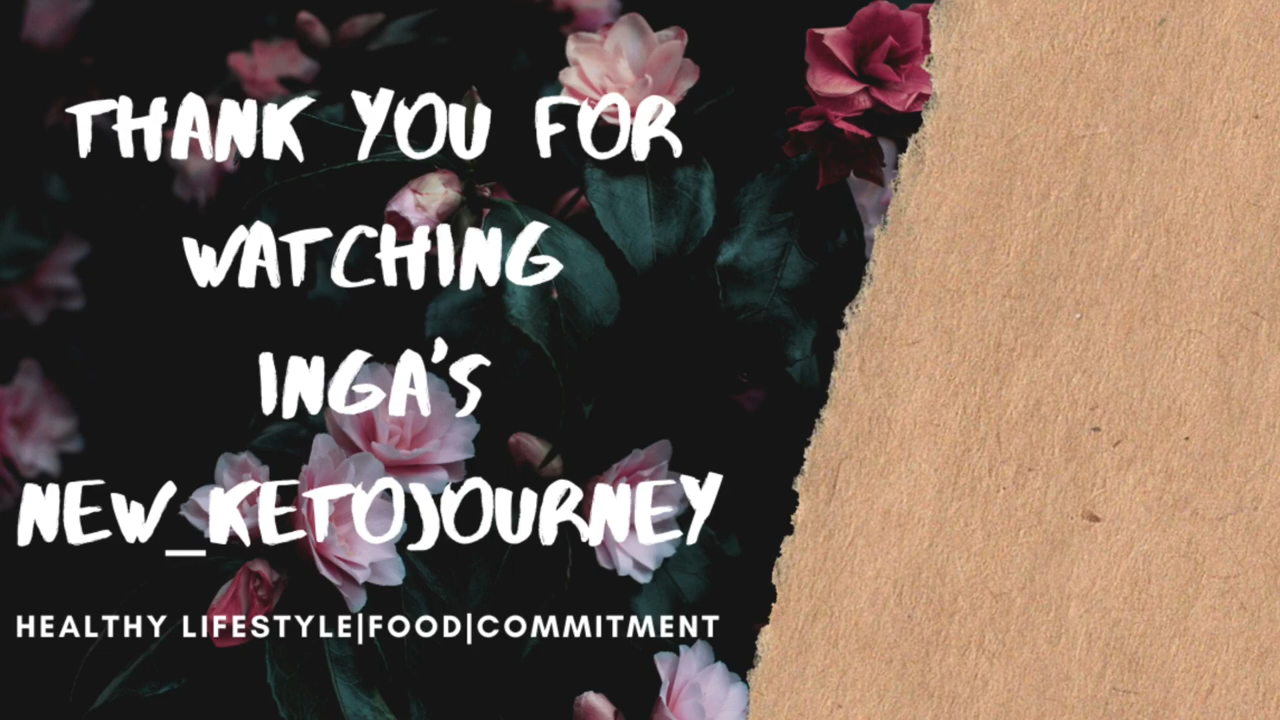 THANK YOU FOR
WATCHING
INGA'S
NEW_KETOJOURNEY
HEALTHY LIFESTYLE|FOOD|COMMITMENT